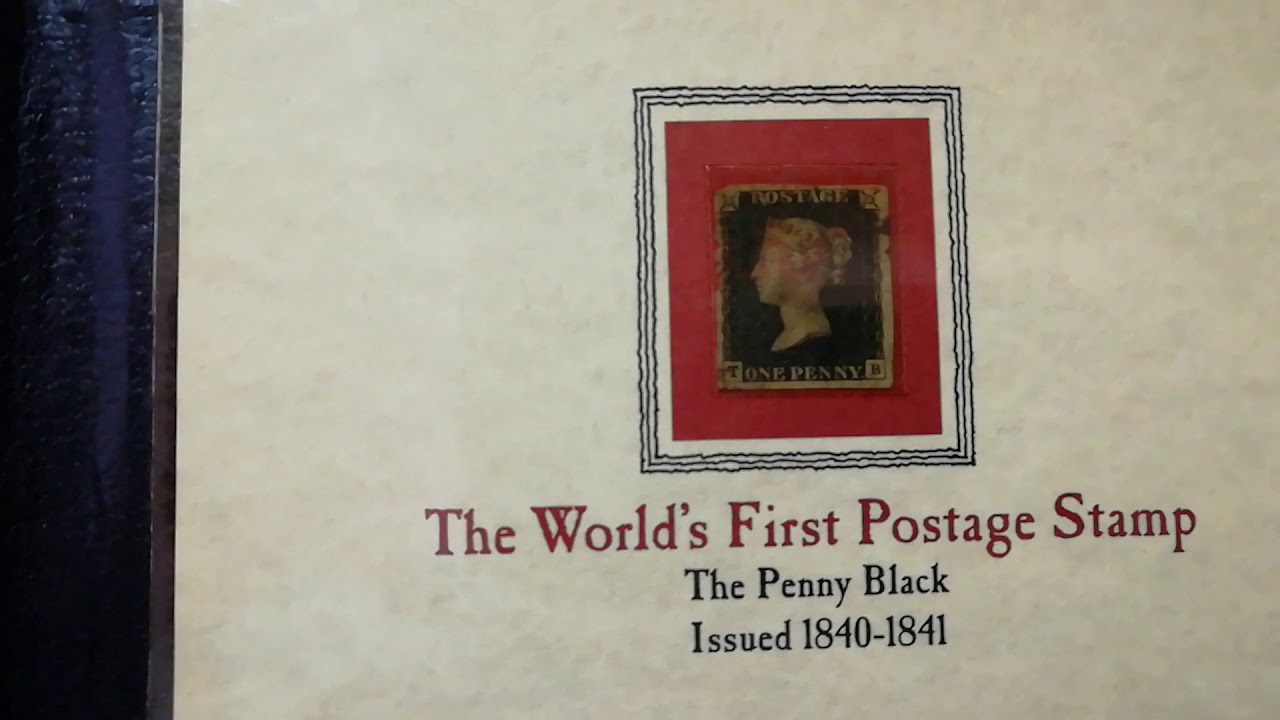 POSTAGE
T ONE PENNY B
The World's First Postage Stamp
The Penny Black
Issued 1840-1841